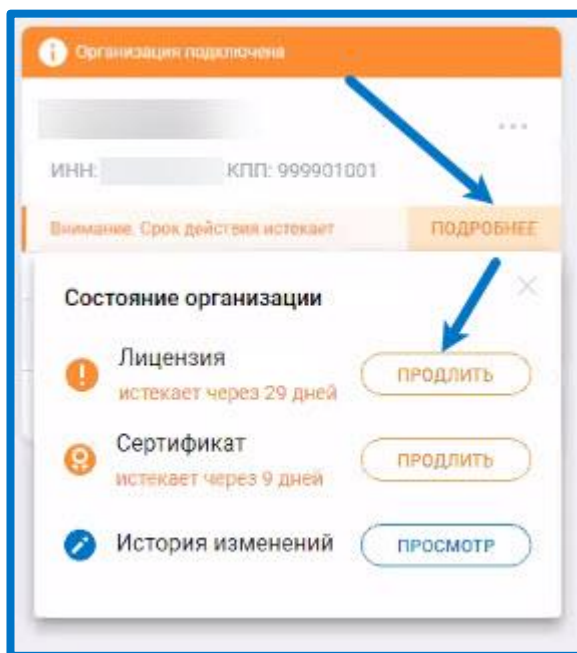 Организация подключена
ИНН: КПП: 999901001
Внимание. Срок действия истекает ПОДРОБНЕЕ
Состояние организации
Лицензия
истекает через 29 дней
ПРОДЛИТЬ
Сертификат
истекает через 9 дней
ПРОДЛИТЬ
История изменений
ПРОСМОТР